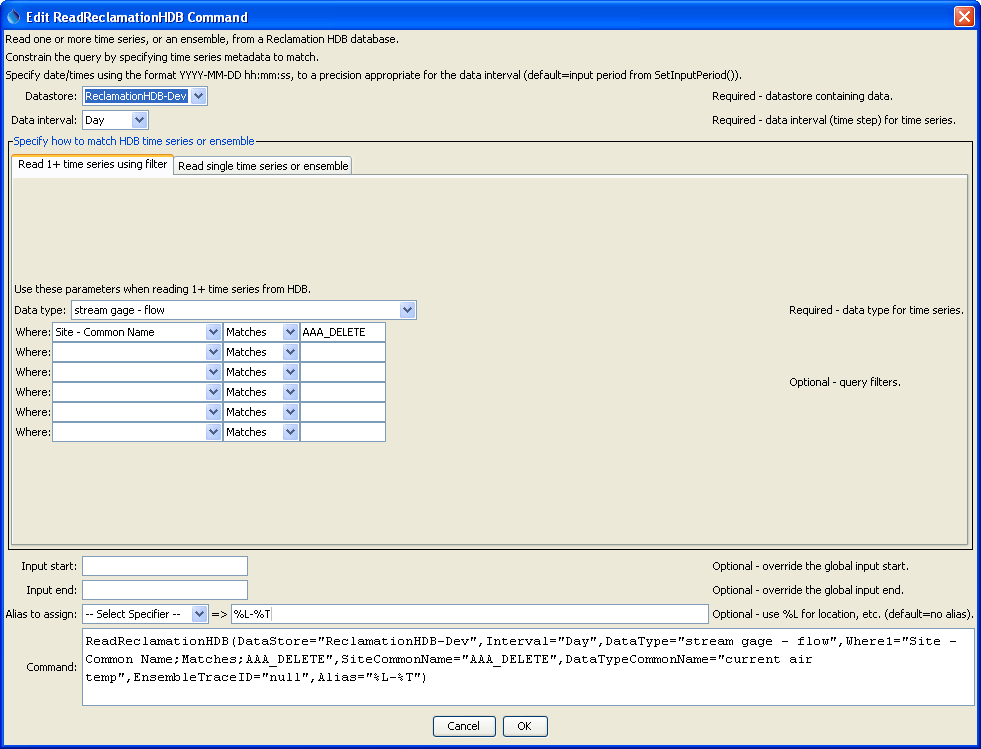 Edit ReadReclamationHDB Command
Read one or more time series, or an ensemble, from a Reclamation HDB database.
Constrain the query by specifying time series metadata to match.
Specify date/times using the format YYYY-MM-DD hh:mm:ss, to a precision appropriate for the data interval (default=input period from SetInputPeriod()).
Datastore: ReclamationHDB-Dev Required - datastore containing data.
Data interval: Day Required - data interval (time step) for time series.
Specify how to match HDB time series or ensemble
Read 1+ time series using filter Read single time series or ensemble
Use these parameters when reading 1+ time series from HDB.
Data type: stream gage - flow Required - data type for time series.
Where: Site - Common Name Matches AAA_DELETE
Where: Matches
Where: Matches
Optional - query filters.
Where: Matches
Where: Matches
Where: Matches
Input start: Optional - override the global input start.
Input end: Optional - override the global input end.
Alias to assign: -- Select Specifier -- => %L-%T Optional - use %L for location, etc. (default=no alias).
ReadReclamationHDB(DataStore="ReclamationHDB-Dev",Interval="Day",DataType="stream gage - flow",Where1="Site -
Command: Common Name;Matches;AAA_DELETE",SiteCommonName="AAA_DELETE",DataTypeCommonName="current air
temp",EnsembleTraceID="null",Alias="%L-%T")
Cancel OK